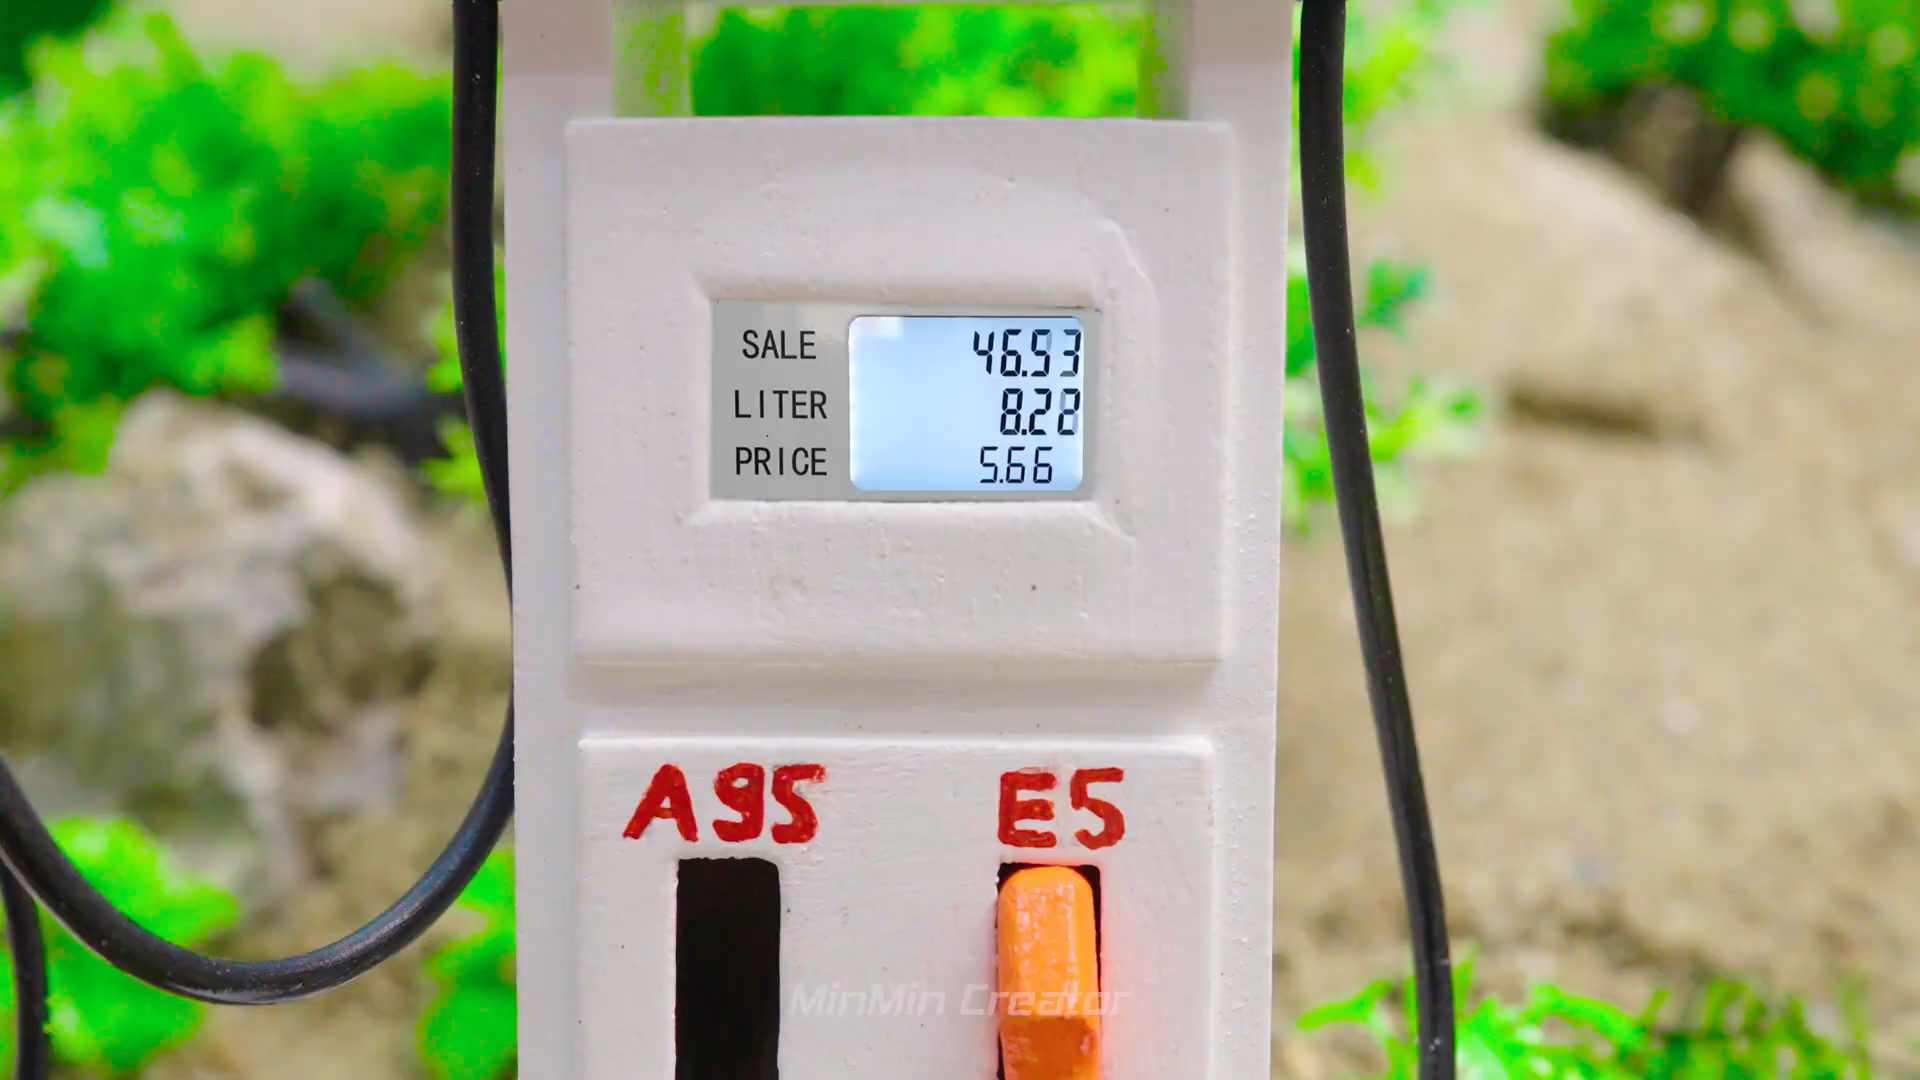 SALE 46.93
LITER 8.28
PRICE 5.66
A95 E5
MinMin Creator